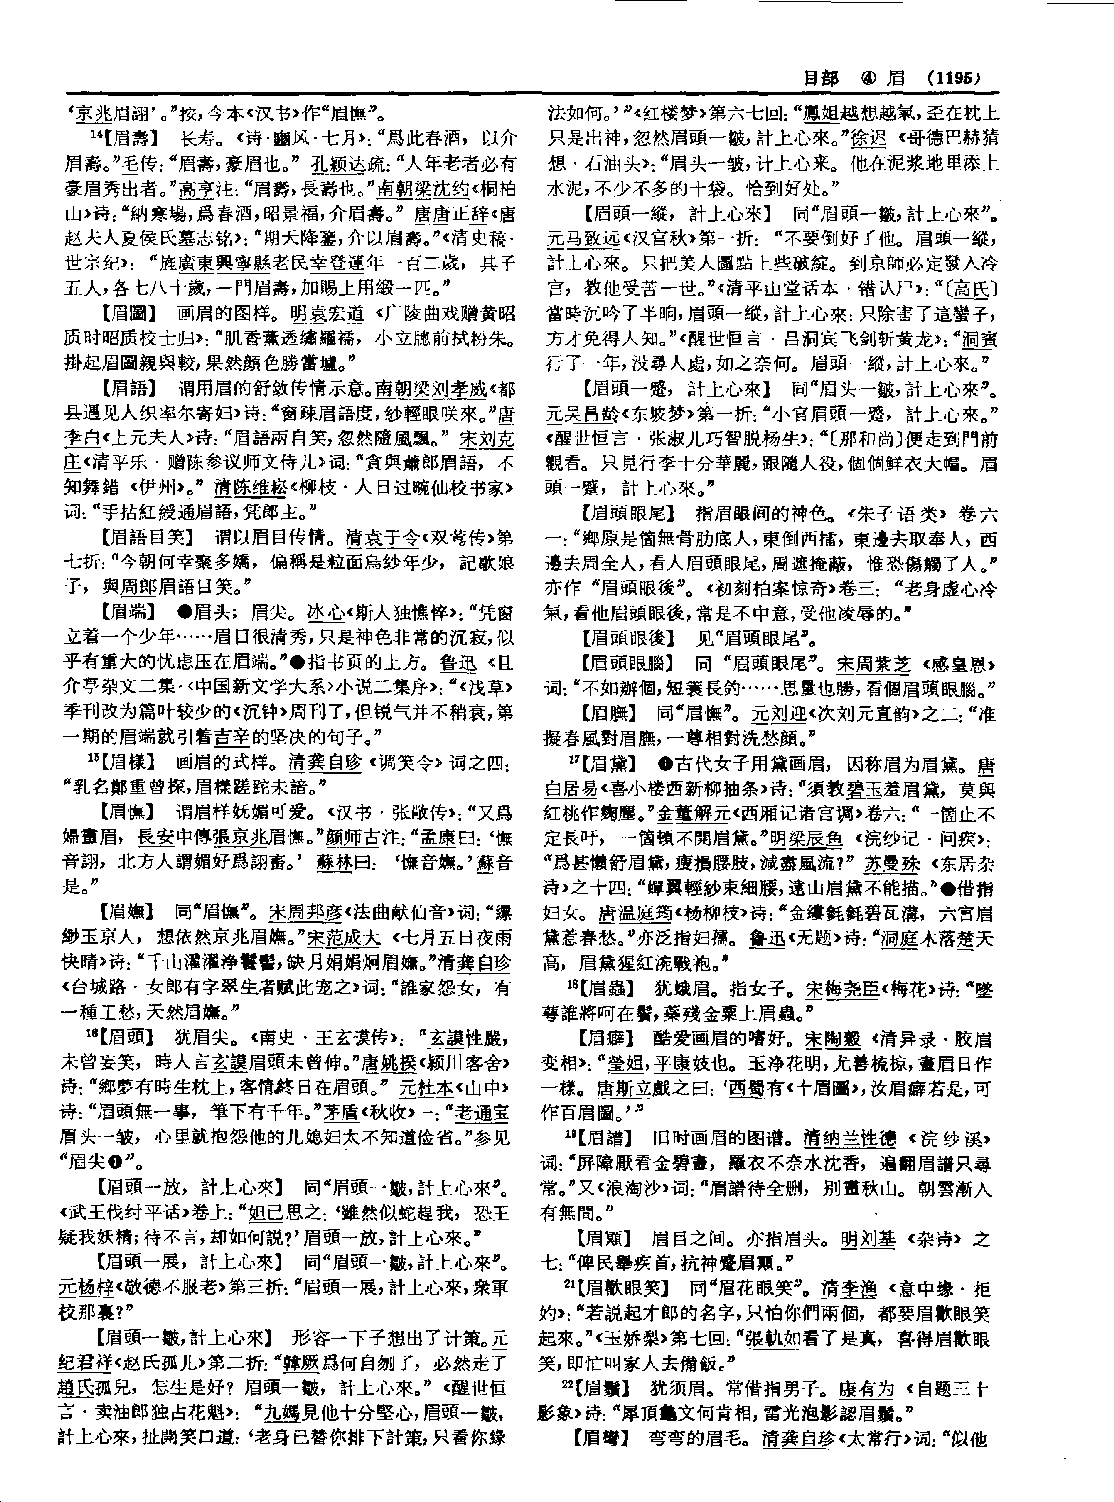 目部 ④ 眉 (1195)
‘京兆眉詡’。”按,今本《汉书》作“眉憮”。
¹⁴【眉壽】 长寿。《诗·豳风·七月》:“爲此春酒，以介
眉壽。”毛传:“眉壽,豪眉也。” 孔颖达疏:“人年老者必有
豪眉秀出者。”高亨注:“眉壽,長壽也。”南朝梁沈约《桐柏
山》诗:“納寒場,爲春酒,昭景福,介眉壽。” 唐唐正辞《唐
赵夫人夏侯氏墓志铭》:“期天降鑒,介以眉壽。”《清史稿·
世宗纪》: “旌廣東興寧縣老民幸登運年一百二歲，其子
五人,各七八十歲,一門眉壽,加賜上用緞一匹。”
【眉圖】 画眉的图样。明袁宏道《广陵曲戏赠黄昭
质时昭质校士归》:“肌香薰透繡羅襦，小立牕前拭粉朱。
掛起眉圖親與較,果然顔色勝當壚。”
【眉語】 谓用眉的舒敛传情示意。南朝梁刘孝威《都
县遇见人织率尔寄妇》诗:“窗疎眉語度,紗輕眼咲來。”唐
李白《上元夫人》诗:“眉語兩自笑,忽然隨風飄。” 宋刘克
庄《清平乐·赠陈参议师文侍儿》词:“貪與蕭郎眉語，不
知舞錯《伊州》。” 清陈维崧《柳枝·人日过畹仙校书家》
词:“手拈紅綬通眉語,凭郎主。”
【眉語目笑】 谓以眉目传情。清袁于令《双莺传》第
七折:“今朝何幸聚多嬌，偏稱是粒面烏纱年少，記歌娘
子，與周郎眉語目笑。”
【眉端】 ❶眉头；眉尖。冰心《斯人独憔悴》:“凭窗
立着一个少年……眉目很清秀,只是神色非常的沉寂,似
乎有重大的忧虑压在眉端。”❷指书页的上方。鲁迅《且
介亭杂文二集·〈中国新文学大系〉小说二集序》:“《浅草》
季刊改为篇叶较少的《沉钟》周刊了,但锐气并不稍衰,第
一期的眉端就引着吉辛的坚决的句子。”
¹⁵【眉樣】 画眉的式样。清龚自珍《调笑令》词之四:
“乳名鄭重曾探,眉樣蹉跎未諳。”
【眉憮】 谓眉样妩媚可爱。《汉书·张敞传》:“又爲
婦畫眉，長安中傳張京兆眉憮。”颜师古注:“孟康曰:‘憮
音詡，北方人謂媚好爲詡畜。’ 蘇林曰: ‘憮音嫵。’蘇音
是。”
【眉嫵】 同“眉憮”。宋周邦彦《法曲献仙音》词:“縹
緲玉京人，想依然京兆眉嫵。”宋范成大《七月五日夜雨
快晴》诗:“千山濯濯净鬟髻,缺月娟娟炯眉嫵。”清龚自珍
《台城路·女郎有字翠生者赋此宠之》词:“誰家怨女，有
一種工愁,天然眉嫵。”
¹⁶【眉頭】 犹眉尖。《南史·王玄谟传》: “玄謨性嚴，
未曾妄笑，時人言玄謨眉頭未曾伸。”唐姚揆《颍川客舍》
诗:“鄉夢有時生枕上,客情終日在眉頭。” 元杜本《山中》
诗:“眉頭無一事，筆下有千年。”茅盾《秋收》一:“老通宝
眉头一皱，心里就抱怨他的儿媳妇太不知道俭省。”参见
“眉尖❶”。
【眉頭一放，計上心來】 同“眉頭一皺,計上心來”。
《武王伐纣平话》卷上:“妲己思之:‘雖然似蛇趕我，恐王
疑我妖精;待不言,却如何説?’眉頭一放,計上心來。”
【眉頭一展，計上心來】 同“眉頭一皺,計上心來”。
元杨梓《敬德不服老》第三折:“眉頭一展,計上心來,衆軍
校那裏?”
【眉頭一皺,計上心來】 形容一下子想出了计策。元
纪君祥《赵氏孤儿》第二折:“韓厥爲何自刎了，必然走了
趙氏孤兒，怎生是好? 眉頭一皺，計上心來。”《醒世恒
言·卖油郎独占花魁》: “九媽見他十分堅心,眉頭一皺，
計上心來,扯開笑口道: ‘老身已替你排下計策,只看你緣
法如何。’”《红楼梦》第六七回:“鳳姐越想越氣,歪在枕上
只是出神,忽然眉頭一皺,計上心來。”徐迟《哥德巴赫猜
想·石油头》:“眉头一皱,计上心来。他在泥浆地里添上
水泥,不少不多的十袋。恰到好处。”
【眉頭一縱，計上心來】 同“眉頭一皺,計上心來”。
元马致远《汉宫秋》第一折: “不要倒好了他。眉頭一縱，
計上心來。只把美人圖點上些破綻。到京師必定發入冷
宫，教他受苦一世。”《清平山堂话本·错认尸》:“〔高氏〕
當時沉吟了半晌,眉頭一縱,計上心來:只除害了這蠻子，
方才免得人知。”《醒世恒言·吕洞宾飞剑斩黄龙》:“洞賓
行了一年,没尋人處,如之奈何。眉頭一縱,計上心來。”
【眉頭一蹙，計上心來】 同“眉头一皺,計上心來”。
元吴昌龄《东坡梦》第一折:“小官眉頭一蹙，計上心來。”
《醒世恒言·张淑儿巧智脱杨生》:“〔那和尚〕便走到門前
觀看。只見行李十分華麗,跟隨人役,個個鮮衣大帽。眉
頭一蹙，計上心來。”
【眉頭眼尾】 指眉眼间的神色。《朱子语类》卷六
一:“鄉原是箇無骨肋底人,東倒西擂，東邊去取奉人，西
邊去周全人,看人眉頭眼尾,周遮掩蔽，惟恐傷觸了人。”
亦作“眉頭眼後”。《初刻拍案惊奇》卷三: “老身虚心冷
氣,看他眉頭眼後,常是不中意,受他凌辱的。”
【眉頭眼後】 见“眉頭眼尾”。
【眉頭眼腦】 同“眉頭眼尾”。宋周紫芝《感皇恩》
词:“不如辦個,短蓑長釣……思量也勝,看個眉頭眼腦。”
【眉膴】 同“眉憮”。元刘迎《次刘元直韵》之二:“准
擬春風對眉膴,一尊相對洗愁顔。”
¹⁷【眉黛】 ❶古代女子用黛画眉，因称眉为眉黛。唐
白居易《喜小楼西新柳抽条》诗:“須教碧玉羞眉黛，莫與
紅桃作麴塵。”金董解元《西厢记诸宫调》卷六:“一箇止不
定長吁，一箇頓不開眉黛。”明梁辰鱼《浣纱记·问疾》:
“爲甚懶舒眉黛,瘦損腰肢,減盡風流?” 苏曼殊《东居杂
诗》之十四:“蟬翼輕紗束細腰,遠山眉黛不能描。”❷借指
妇女。唐温庭筠《杨柳枝》诗:“金縷毿毿碧瓦溝，六宫眉
黛惹春愁。”亦泛指妇孺。鲁迅《无题》诗:“洞庭木落楚天
高，眉黛猩紅涴戰袍。”
¹⁸【眉蟲】 犹娥眉。指女子。宋梅尧臣《梅花》诗:“墜
萼誰將呵在鬢,蘂殘金粟上眉蟲。”
【眉癖】 酷爱画眉的嗜好。宋陶穀《清异录·胶眉
变相》:“瑩姐,平康妓也。玉净花明,尤善梳掠,畫眉日作
一樣。唐斯立戲之曰: ‘西蜀有《十眉圖》,汝眉癖若是,可
作百眉圖。’”
¹⁹【眉譜】 旧时画眉的图谱。清纳兰性德《浣纱溪》
词:“屏障厭看金碧畫，羅衣不奈水沈香，遍翻眉譜只尋
常。”又《浪淘沙》词:“眉譜待全删，别畫秋山。朝雲漸入
有無間。”
【眉顛】 眉目之间。亦指眉头。明刘基《杂诗》之
七:“俾民舉疾首,抗神蹙眉顛。”
²¹【眉歡眼笑】 同“眉花眼笑”。清李渔《意中缘·拒
妁》:“若説起才郎的名字,只怕你們兩個，都要眉歡眼笑
起來。”《玉娇梨》第七回:“張軌如看了是真，喜得眉歡眼
笑,即忙叫家人去備飯。”
²²【眉鬚】 犹须眉。常借指男子。康有为《自题三十
影象》诗:“犀頂龜文何肯相,雷光泡影認眉鬚。”
【眉彎】 弯弯的眉毛。清龚自珍《太常行》词:“似他